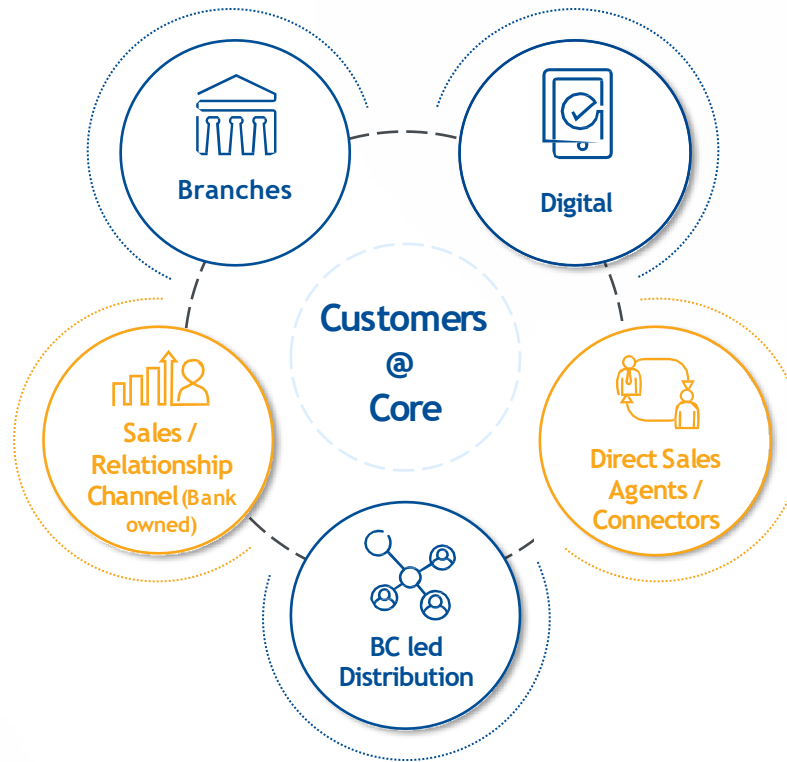 Branches
Digital
Customers
@
Core
Sales /
Relationship
Channel (Bank
owned)
Direct Sales
Agents /
Connectors
BC led
Distribution